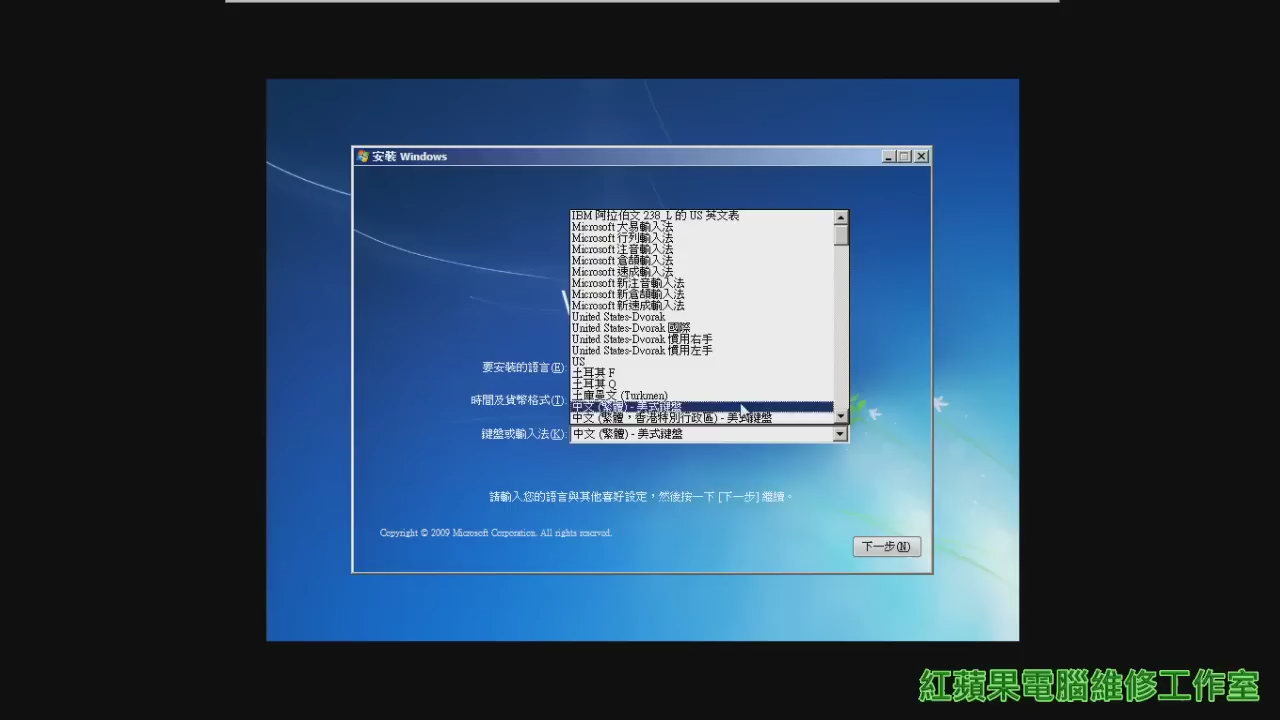 安裝 Windows
IBM 阿拉伯文 238_L 的 US 英文表
Microsoft 大易輸入法
Microsoft 行列輸入法
Microsoft 注音輸入法
Microsoft 倉頡輸入法
Microsoft 速成輸入法
Microsoft 新注音輸入法
Microsoft 新倉頡輸入法
Microsoft 新速成輸入法
United States-Dvorak
United States-Dvorak 國際
United States-Dvorak 慣用右手
United States-Dvorak 慣用左手
US
土耳其 F
土耳其 Q
土庫曼文 (Turkmen)
中文 (繁體) - 美式鍵盤
中文 (繁體，香港特別行政區) - 美式鍵盤
要安裝的語言(E):
時間及貨幣格式(T):
鍵盤或輸入法(K): 中文 (繁體) - 美式鍵盤
請輸入您的語言與其他喜好設定，然後按一下 [下一步] 繼續。
Copyright © 2009 Microsoft Corporation. All rights reserved.
下一步(N)
紅蘋果電腦維修工作室